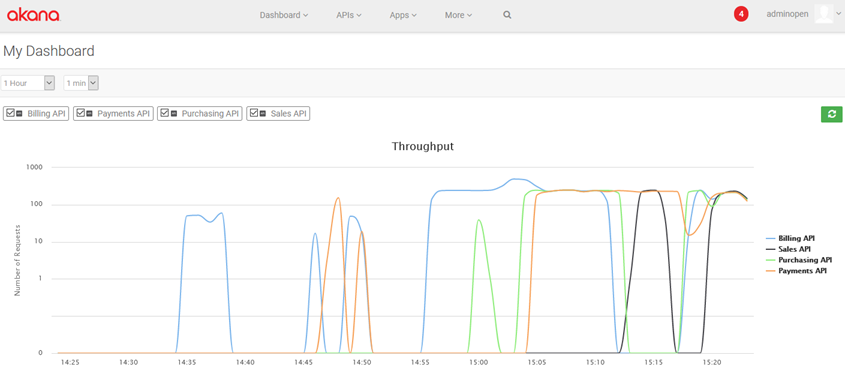 akana
Dashboard APIs Apps More
4
adminopen
My Dashboard
1 Hour 1 min
Billing API Payments API Purchasing API Sales API
Throughput
Number of Requests
1000
100
10
1
0
14:25 14:30 14:35 14:40 14:45 14:50 14:55 15:00 15:05 15:10 15:15 15:20
Billing API
Sales API
Purchasing API
Payments API